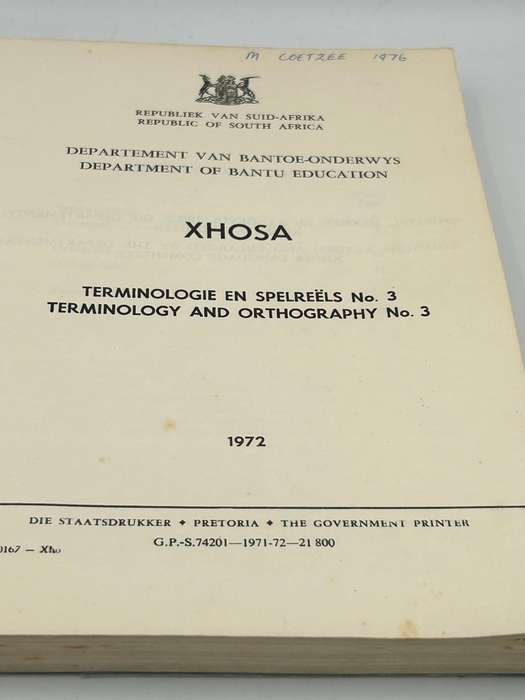 M COETZEE 1976
REPUBLIEK VAN SUID-AFRIKA
REPUBLIC OF SOUTH AFRICA
DEPARTEMENT VAN BANTOE-ONDERWYS
DEPARTMENT OF BANTU EDUCATION
XHOSA
TERMINOLOGIE EN SPELREËLS No. 3
TERMINOLOGY AND ORTHOGRAPHY No. 3
1972
DIE STAATSDRUKKER ♦ PRETORIA ♦ THE GOVERNMENT PRINTER
G.P.-S.74201—1971-72—21 800
0167 — Xho